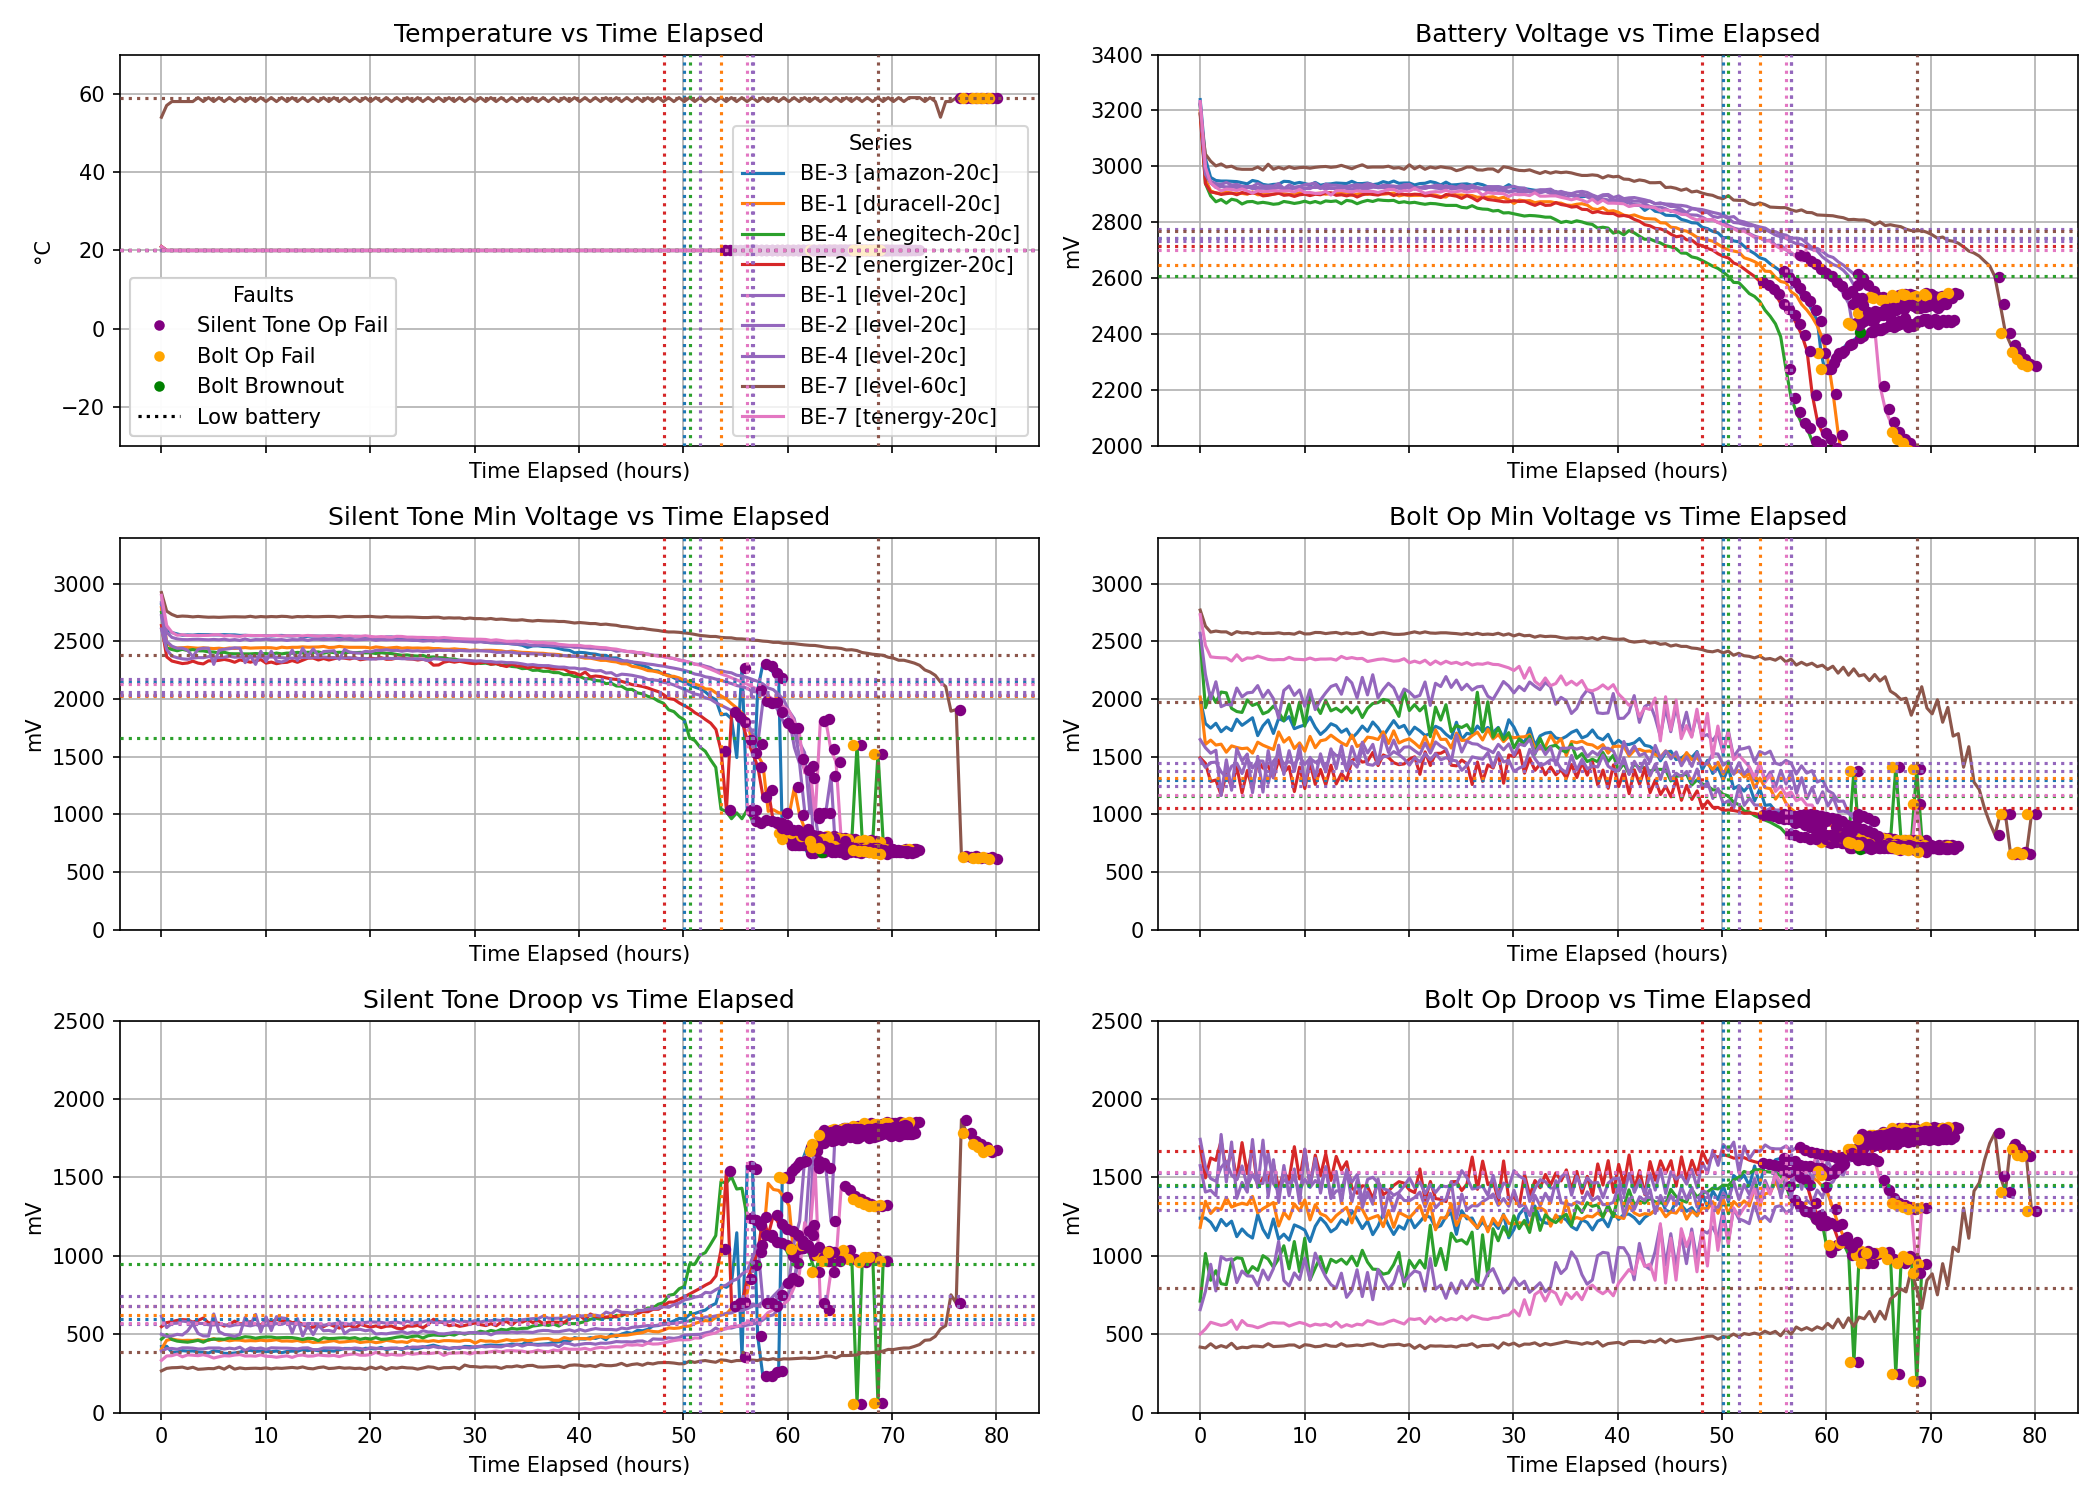 Temperature vs Time Elapsed
60
40
20
0
−20
°C
Series
BE-3 [amazon-20c]
BE-1 [duracell-20c]
BE-4 [enegitech-20c]
BE-2 [energizer-20c]
BE-1 [level-20c]
BE-2 [level-20c]
BE-4 [level-20c]
BE-7 [level-60c]
BE-7 [tenergy-20c]
Faults
Silent Tone Op Fail
Bolt Op Fail
Bolt Brownout
Low battery
Time Elapsed (hours)
Battery Voltage vs Time Elapsed
3400
3200
3000
2800
2600
2400
2200
2000
mV
Time Elapsed (hours)
Silent Tone Min Voltage vs Time Elapsed
3000
2500
2000
1500
1000
500
0
mV
Time Elapsed (hours)
Bolt Op Min Voltage vs Time Elapsed
3000
2500
2000
1500
1000
500
0
mV
Time Elapsed (hours)
Silent Tone Droop vs Time Elapsed
2500
2000
1500
1000
500
0
mV
0 10 20 30 40 50 60 70 80
Time Elapsed (hours)
Bolt Op Droop vs Time Elapsed
2500
2000
1500
1000
500
0
mV
0 10 20 30 40 50 60 70 80
Time Elapsed (hours)